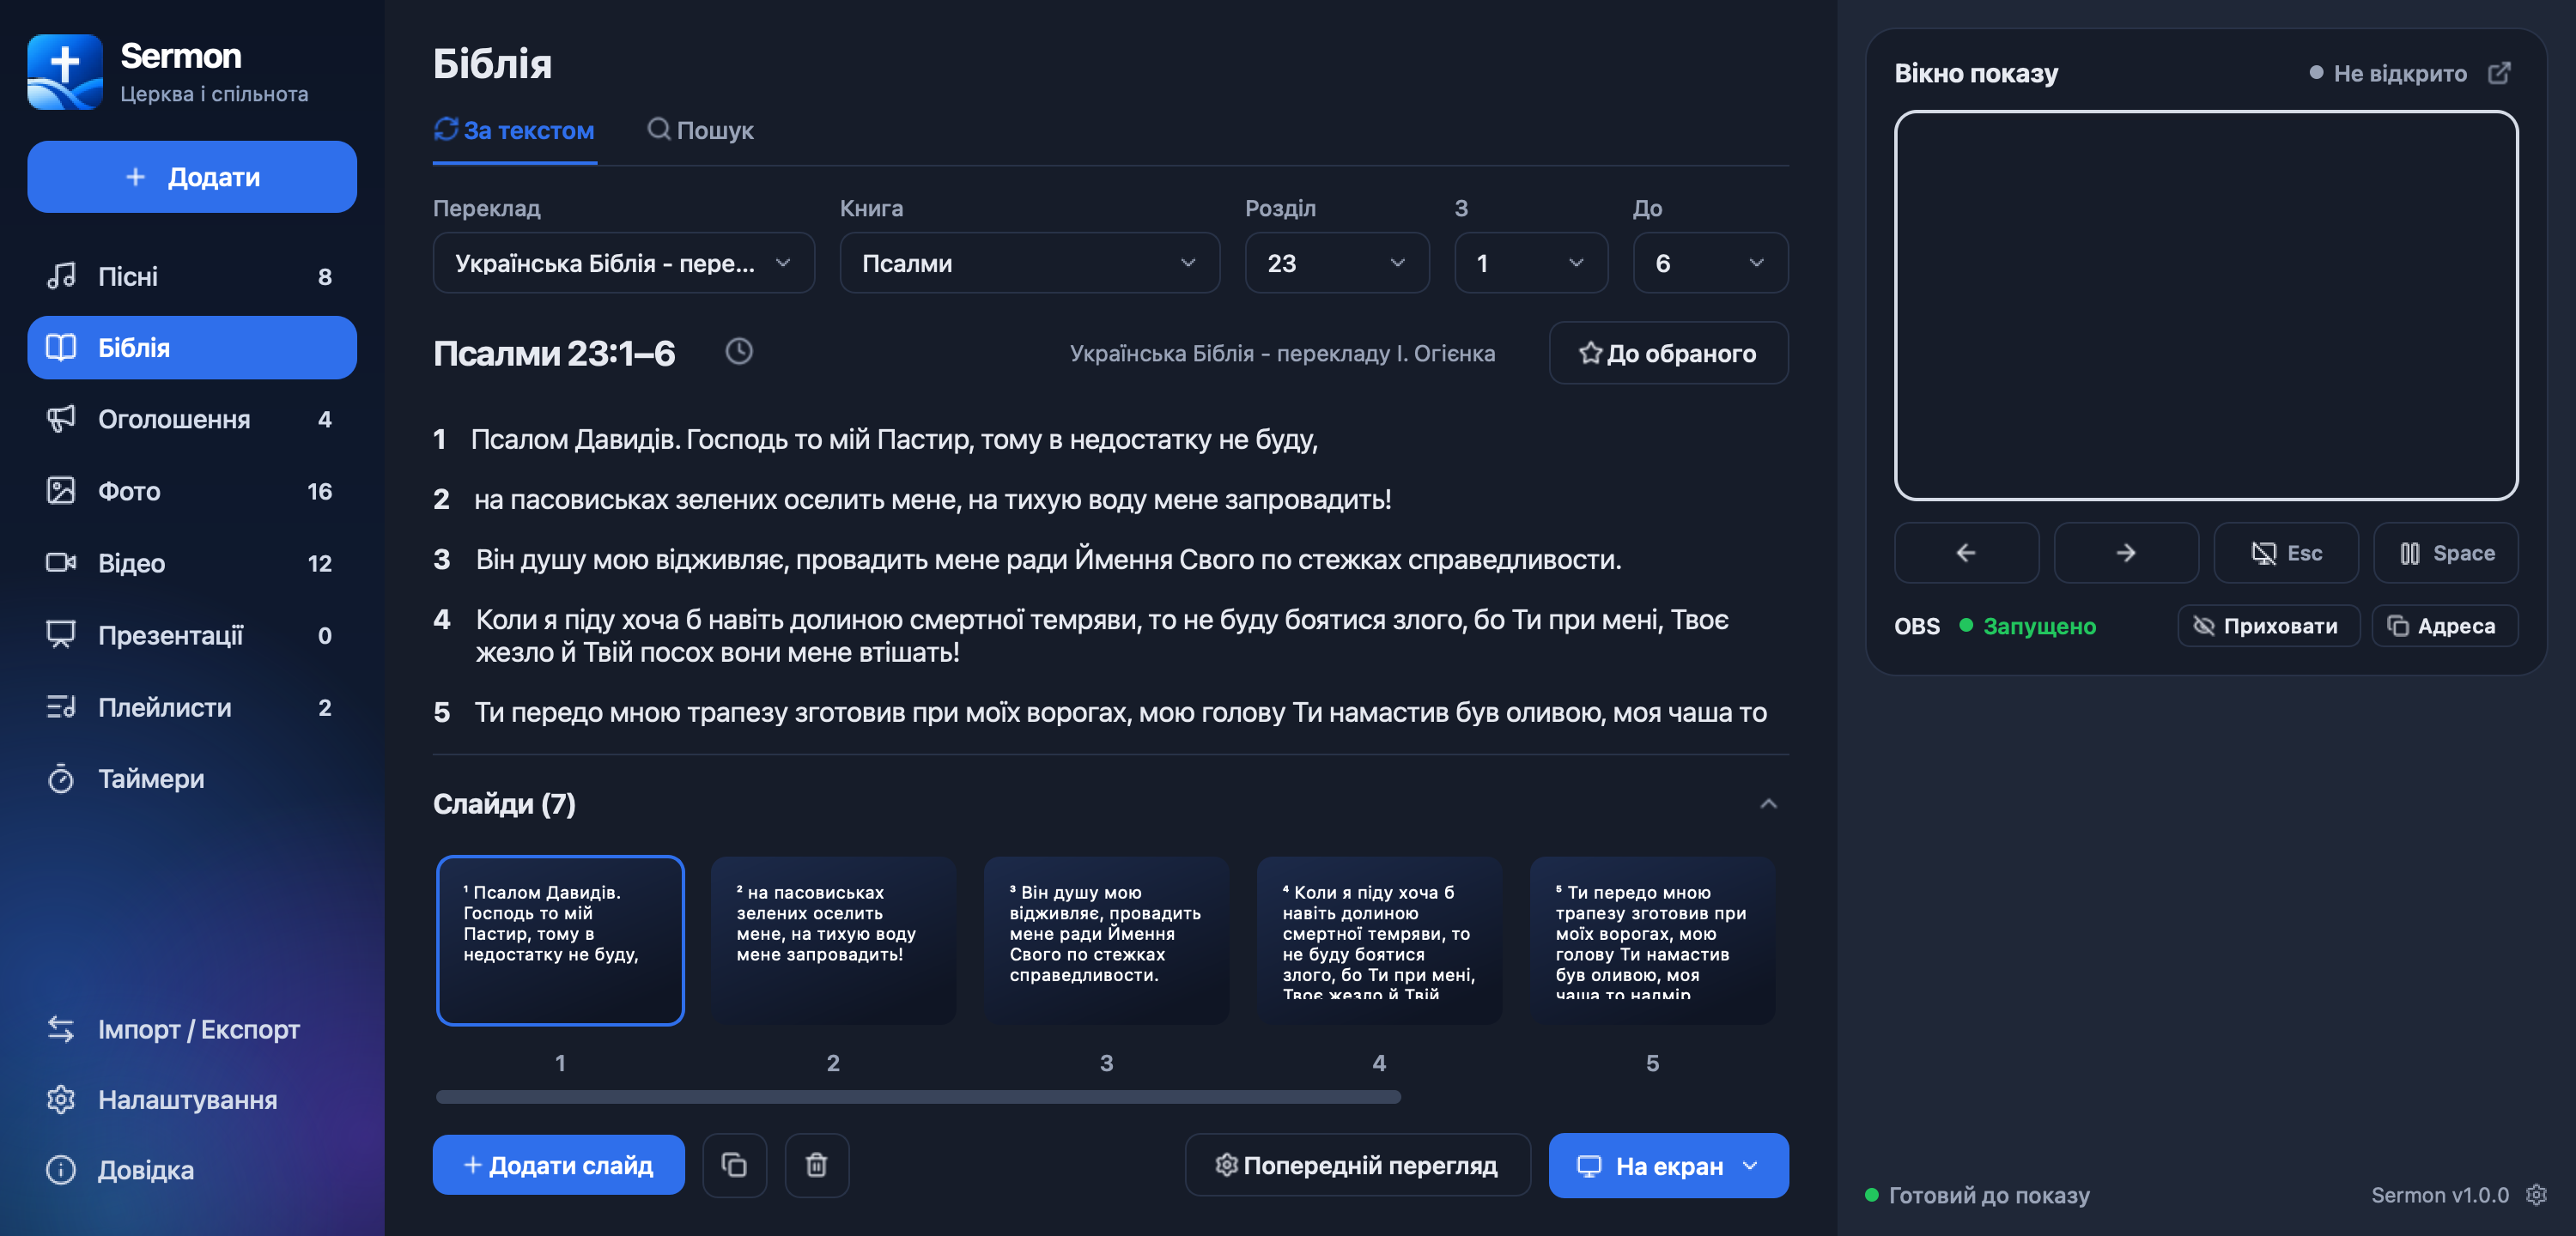 Sermon
Церква і спільнота
+ Додати
Пісні 8
Біблія
Оголошення 4
Фото 16
Відео 12
Презентації 0
Плейлисти 2
Таймери
Імпорт / Експорт
Налаштування
Довідка
Біблія
За текстом Пошук
Переклад Книга Розділ З До
Українська Біблія - пере... Псалми 23 1 6
Псалми 23:1–6 Українська Біблія - перекладу І. Огієнка До обраного
1 Псалом Давидів. Господь то мій Пастир, тому в недостатку не буду,
2 на пасовиськах зелених оселить мене, на тихую воду мене запровадить!
3 Він душу мою відживляє, провадить мене ради Ймення Свого по стежках справедливости.
4 Коли я піду хоча б навіть долиною смертної темряви, то не буду боятися злого, бо Ти при мені, Твоє
жезло й Твій посох вони мене втішать!
5 Ти передо мною трапезу зготовив при моїх ворогах, мою голову Ти намастив був оливою, моя чаша то
Слайди (7)
¹ Псалом Давидів.
Господь то мій
Пастир, тому в
недостатку не буду,
1
² на пасовиськах
зелених оселить
мене, на тихую воду
мене запровадить!
2
³ Він душу мою
відживляє, провадить
мене ради Ймення
Свого по стежках
справедливости.
3
⁴ Коли я піду хоча б
навіть долиною
смертної темряви, то
не буду боятися
злого, бо Ти при мені,
Твоє жезло й Твій
4
⁵ Ти передо мною
трапезу зготовив при
моїх ворогах, мою
голову Ти намастив
був оливою, моя
чаша то надмір
5
+ Додати слайд Попередній перегляд На екран
Вікно показу Не відкрито
← → Esc Space
OBS Запущено Приховати Адреса
Готовий до показу Sermon v1.0.0